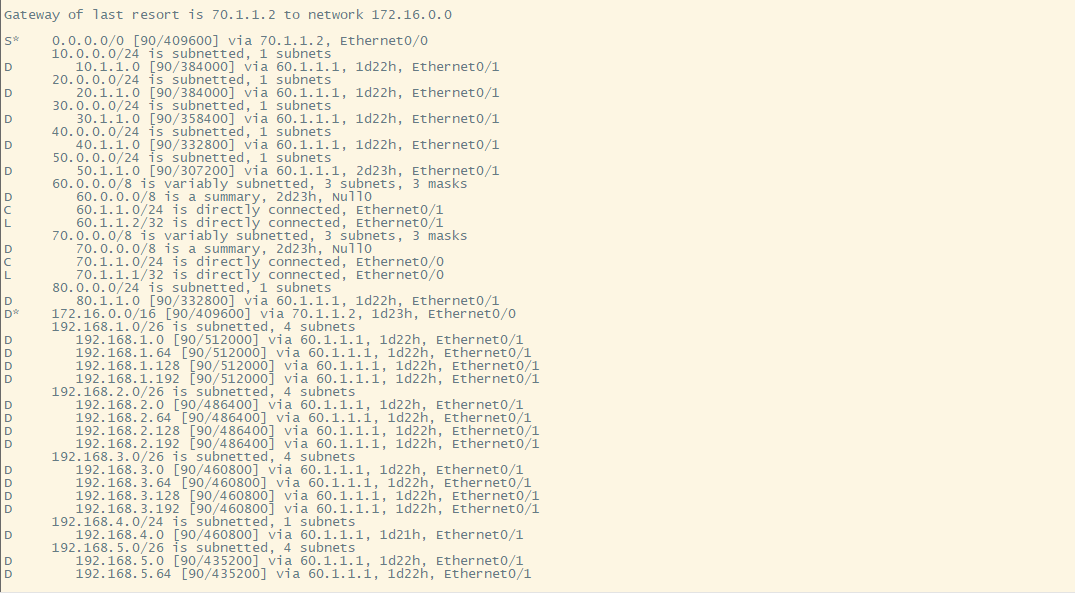 Gateway of last resort is 70.1.1.2 to network 172.16.0.0
S*    0.0.0.0/0 [90/409600] via 70.1.1.2, Ethernet0/0
      10.0.0.0/24 is subnetted, 1 subnets
D        10.1.1.0 [90/384000] via 60.1.1.1, 1d22h, Ethernet0/1
      20.0.0.0/24 is subnetted, 1 subnets
D        20.1.1.0 [90/384000] via 60.1.1.1, 1d22h, Ethernet0/1
      30.0.0.0/24 is subnetted, 1 subnets
D        30.1.1.0 [90/358400] via 60.1.1.1, 1d22h, Ethernet0/1
      40.0.0.0/24 is subnetted, 1 subnets
D        40.1.1.0 [90/332800] via 60.1.1.1, 1d22h, Ethernet0/1
      50.0.0.0/24 is subnetted, 1 subnets
D        50.1.1.0 [90/307200] via 60.1.1.1, 2d23h, Ethernet0/1
      60.0.0.0/8 is variably subnetted, 3 subnets, 3 masks
D        60.0.0.0/8 is a summary, 2d23h, Null0
C        60.1.1.0/24 is directly connected, Ethernet0/1
L        60.1.1.2/32 is directly connected, Ethernet0/1
      70.0.0.0/8 is variably subnetted, 3 subnets, 3 masks
D        70.0.0.0/8 is a summary, 2d23h, Null0
C        70.1.1.0/24 is directly connected, Ethernet0/0
L        70.1.1.1/32 is directly connected, Ethernet0/0
      80.0.0.0/24 is subnetted, 1 subnets
D        80.1.1.0 [90/332800] via 60.1.1.1, 1d22h, Ethernet0/1
D*    172.16.0.0/16 [90/409600] via 70.1.1.2, 1d23h, Ethernet0/0
      192.168.1.0/26 is subnetted, 4 subnets
D        192.168.1.0 [90/512000] via 60.1.1.1, 1d22h, Ethernet0/1
D        192.168.1.64 [90/512000] via 60.1.1.1, 1d22h, Ethernet0/1
D        192.168.1.128 [90/512000] via 60.1.1.1, 1d22h, Ethernet0/1
D        192.168.1.192 [90/512000] via 60.1.1.1, 1d22h, Ethernet0/1
      192.168.2.0/26 is subnetted, 4 subnets
D        192.168.2.0 [90/486400] via 60.1.1.1, 1d22h, Ethernet0/1
D        192.168.2.64 [90/486400] via 60.1.1.1, 1d22h, Ethernet0/1
D        192.168.2.128 [90/486400] via 60.1.1.1, 1d22h, Ethernet0/1
D        192.168.2.192 [90/486400] via 60.1.1.1, 1d22h, Ethernet0/1
      192.168.3.0/26 is subnetted, 4 subnets
D        192.168.3.0 [90/460800] via 60.1.1.1, 1d22h, Ethernet0/1
D        192.168.3.64 [90/460800] via 60.1.1.1, 1d22h, Ethernet0/1
D        192.168.3.128 [90/460800] via 60.1.1.1, 1d22h, Ethernet0/1
D        192.168.3.192 [90/460800] via 60.1.1.1, 1d22h, Ethernet0/1
      192.168.4.0/24 is subnetted, 1 subnets
D        192.168.4.0 [90/460800] via 60.1.1.1, 1d21h, Ethernet0/1
      192.168.5.0/26 is subnetted, 4 subnets
D        192.168.5.0 [90/435200] via 60.1.1.1, 1d22h, Ethernet0/1
D        192.168.5.64 [90/435200] via 60.1.1.1, 1d22h, Ethernet0/1